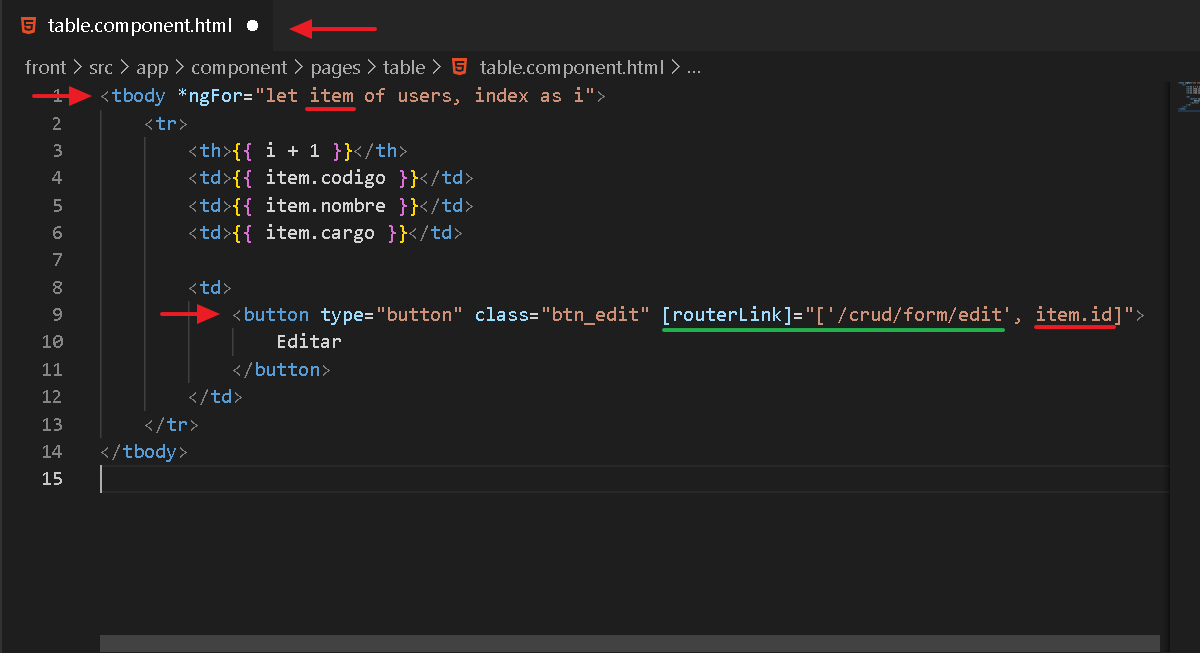 table.component.html
front > src > app > component > pages > table > table.component.html > ...
1 <tbody *ngFor="let item of users, index as i">
2 <tr>
3 <th>{{ i + 1 }}</th>
4 <td>{{ item.codigo }}</td>
5 <td>{{ item.nombre }}</td>
6 <td>{{ item.cargo }}</td>
7
8 <td>
9 <button type="button" class="btn_edit" [routerLink]="['/crud/form/edit', item.id]">
10 Editar
11 </button>
12 </td>
13 </tr>
14 </tbody>
15